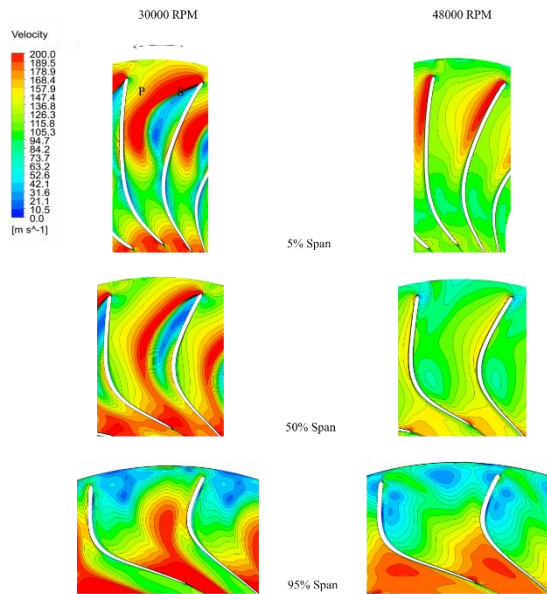 30000 RPM
48000 RPM
Velocity
200.0
189.5
178.9
168.4
157.9
147.4
136.8
126.3
115.8
105.3
94.7
84.2
73.7
63.2
52.6
42.1
31.6
21.1
10.5
0.0
[m s^-1]
P S
5% Span
50% Span
95% Span